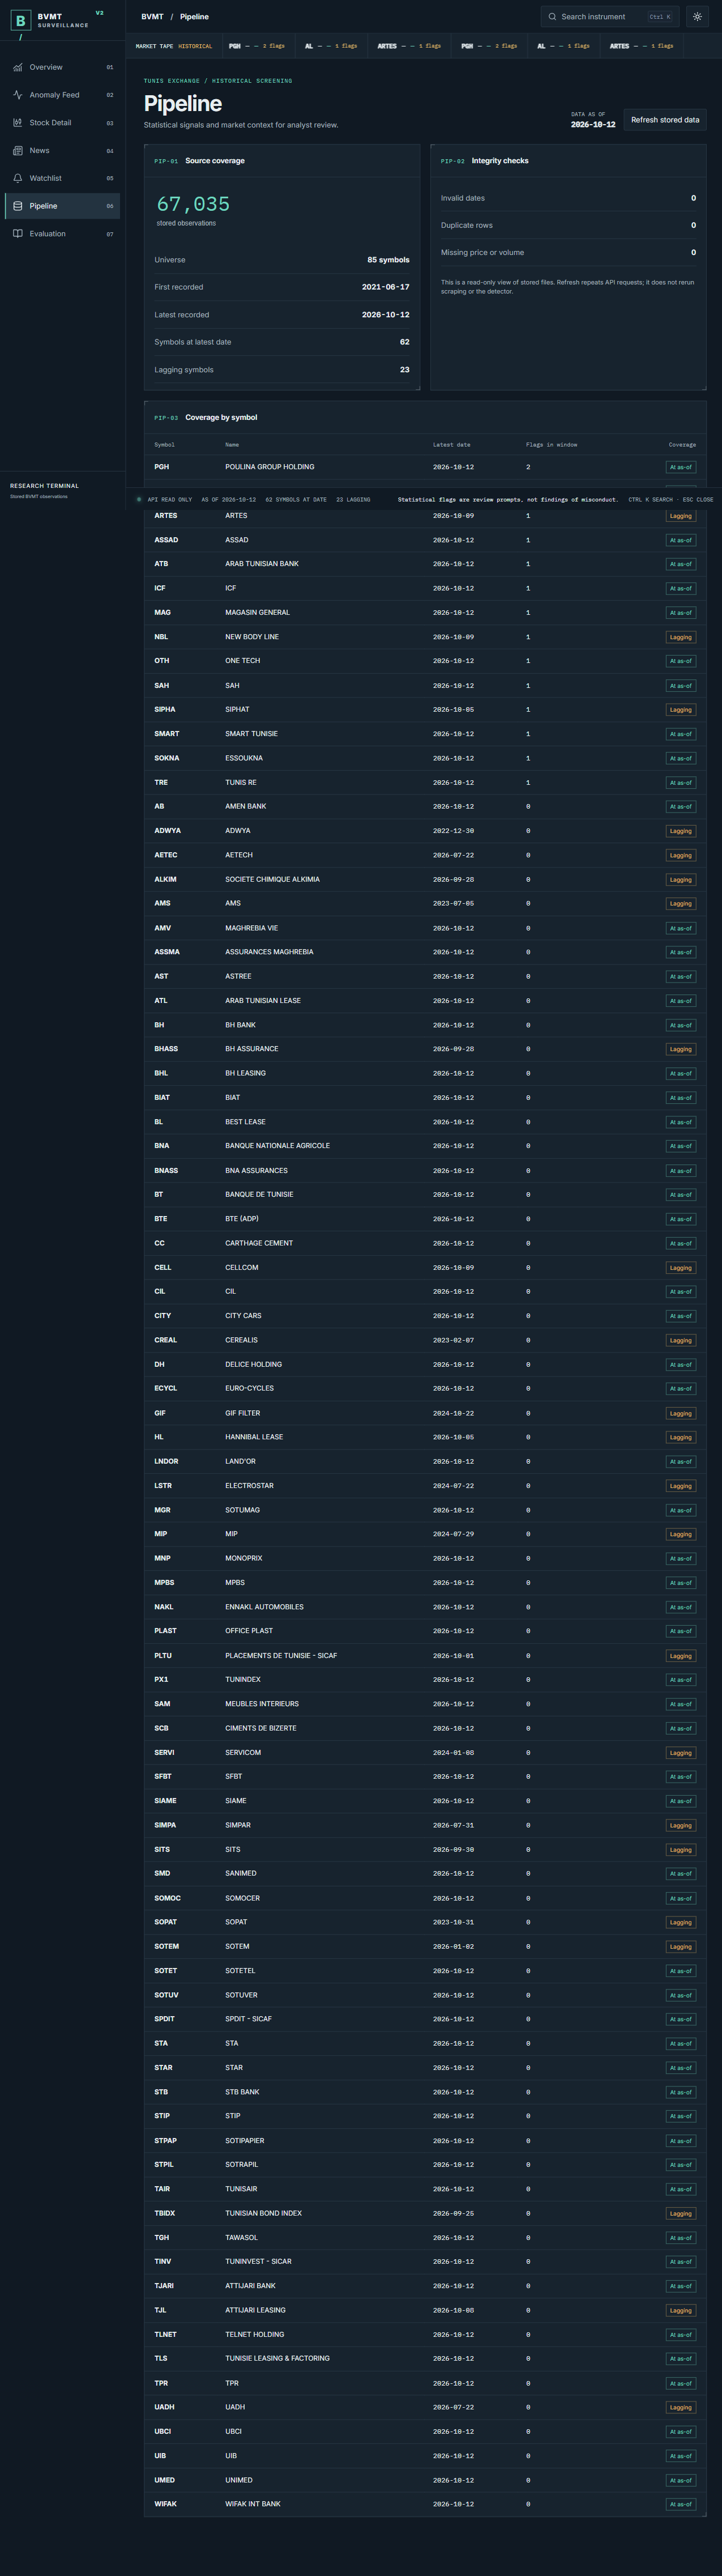 B
/
BVMT
SURVEILLANCE
V2
Overview 01
Anomaly Feed 02
Stock Detail 03
News 04
Watchlist 05
Pipeline 06
Evaluation 07
RESEARCH TERMINAL
Stored BVMT observations
BVMT / Pipeline
Search instrument Ctrl K
MARKET TAPE HISTORICAL PGH — — 2 flags AL — — 1 flags ARTES — — 1 flags PGH — — 2 flags AL — — 1 flags ARTES — — 1 flags
TUNIS EXCHANGE / HISTORICAL SCREENING
Pipeline
Statistical signals and market context for analyst review.
DATA AS OF
2026-10-12
Refresh stored data
PIP-01 Source coverage
67,035
stored observations
Universe 85 symbols
First recorded 2021-06-17
Latest recorded 2026-10-12
Symbols at latest date 62
Lagging symbols 23
PIP-02 Integrity checks
Invalid dates 0
Duplicate rows 0
Missing price or volume 0
This is a read-only view of stored files. Refresh repeats API requests; it does not rerun
scraping or the detector.
PIP-03 Coverage by symbol
Symbol Name Latest date Flags in window Coverage
PGH POULINA GROUP HOLDING 2026-10-12 2 At as-of
API READ ONLY AS OF 2026-10-12 62 SYMBOLS AT DATE 23 LAGGING Statistical flags are review prompts, not findings of misconduct. CTRL K SEARCH · ESC CLOSE
ARTES ARTES 2026-10-09 1 Lagging
ASSAD ASSAD 2026-10-12 1 At as-of
ATB ARAB TUNISIAN BANK 2026-10-12 1 At as-of
ICF ICF 2026-10-12 1 At as-of
MAG MAGASIN GENERAL 2026-10-12 1 At as-of
NBL NEW BODY LINE 2026-10-09 1 Lagging
OTH ONE TECH 2026-10-12 1 At as-of
SAH SAH 2026-10-12 1 At as-of
SIPHA SIPHAT 2026-10-05 1 Lagging
SMART SMART TUNISIE 2026-10-12 1 At as-of
SOKNA ESSOUKNA 2026-10-12 1 At as-of
TRE TUNIS RE 2026-10-12 1 At as-of
AB AMEN BANK 2026-10-12 0 At as-of
ADWYA ADWYA 2022-12-30 0 Lagging
AETEC AETECH 2026-07-22 0 Lagging
ALKIM SOCIETE CHIMIQUE ALKIMIA 2026-09-28 0 Lagging
AMS AMS 2023-07-05 0 Lagging
AMV MAGHREBIA VIE 2026-10-12 0 At as-of
ASSMA ASSURANCES MAGHREBIA 2026-10-12 0 At as-of
AST ASTREE 2026-10-12 0 At as-of
ATL ARAB TUNISIAN LEASE 2026-10-12 0 At as-of
BH BH BANK 2026-10-12 0 At as-of
BHASS BH ASSURANCE 2026-09-28 0 Lagging
BHL BH LEASING 2026-10-12 0 At as-of
BIAT BIAT 2026-10-12 0 At as-of
BL BEST LEASE 2026-10-12 0 At as-of
BNA BANQUE NATIONALE AGRICOLE 2026-10-12 0 At as-of
BNASS BNA ASSURANCES 2026-10-12 0 At as-of
BT BANQUE DE TUNISIE 2026-10-12 0 At as-of
BTE BTE (ADP) 2026-10-12 0 At as-of
CC CARTHAGE CEMENT 2026-10-12 0 At as-of
CELL CELLCOM 2026-10-09 0 Lagging
CIL CIL 2026-10-12 0 At as-of
CITY CITY CARS 2026-10-12 0 At as-of
CREAL CEREALIS 2023-02-07 0 Lagging
DH DELICE HOLDING 2026-10-12 0 At as-of
ECYCL EURO-CYCLES 2026-10-12 0 At as-of
GIF GIF FILTER 2024-10-22 0 Lagging
HL HANNIBAL LEASE 2026-10-05 0 Lagging
LNDOR LAND'OR 2026-10-12 0 At as-of
LSTR ELECTROSTAR 2024-07-22 0 Lagging
MGR SOTUMAG 2026-10-12 0 At as-of
MIP MIP 2024-07-29 0 Lagging
MNP MONOPRIX 2026-10-12 0 At as-of
MPBS MPBS 2026-10-12 0 At as-of
NAKL ENNAKL AUTOMOBILES 2026-10-12 0 At as-of
PLAST OFFICE PLAST 2026-10-12 0 At as-of
PLTU PLACEMENTS DE TUNISIE - SICAF 2026-10-01 0 Lagging
PX1 TUNINDEX 2026-10-12 0 At as-of
SAM MEUBLES INTERIEURS 2026-10-12 0 At as-of
SCB CIMENTS DE BIZERTE 2026-10-12 0 At as-of
SERVI SERVICOM 2024-01-08 0 Lagging
SFBT SFBT 2026-10-12 0 At as-of
SIAME SIAME 2026-10-12 0 At as-of
SIMPA SIMPAR 2026-07-31 0 Lagging
SITS SITS 2026-09-30 0 Lagging
SMD SANIMED 2026-10-12 0 At as-of
SOMOC SOMOCER 2026-10-12 0 At as-of
SOPAT SOPAT 2023-10-31 0 Lagging
SOTEM SOTEM 2026-01-02 0 Lagging
SOTET SOTETEL 2026-10-12 0 At as-of
SOTUV SOTUVER 2026-10-12 0 At as-of
SPDIT SPDIT - SICAF 2026-10-12 0 At as-of
STA STA 2026-10-12 0 At as-of
STAR STAR 2026-10-12 0 At as-of
STB STB BANK 2026-10-12 0 At as-of
STIP STIP 2026-10-12 0 At as-of
STPAP SOTIPAPIER 2026-10-12 0 At as-of
STPIL SOTRAPIL 2026-10-12 0 At as-of
TAIR TUNISAIR 2026-10-12 0 At as-of
TBIDX TUNISIAN BOND INDEX 2026-09-25 0 Lagging
TGH TAWASOL 2026-10-12 0 At as-of
TINV TUNINVEST - SICAR 2026-10-12 0 At as-of
TJARI ATTIJARI BANK 2026-10-12 0 At as-of
TJL ATTIJARI LEASING 2026-10-08 0 Lagging
TLNET TELNET HOLDING 2026-10-12 0 At as-of
TLS TUNISIE LEASING & FACTORING 2026-10-12 0 At as-of
TPR TPR 2026-10-12 0 At as-of
UADH UADH 2026-07-22 0 Lagging
UBCI UBCI 2026-10-12 0 At as-of
UIB UIB 2026-10-12 0 At as-of
UMED UNIMED 2026-10-12 0 At as-of
WIFAK WIFAK INT BANK 2026-10-12 0 At as-of